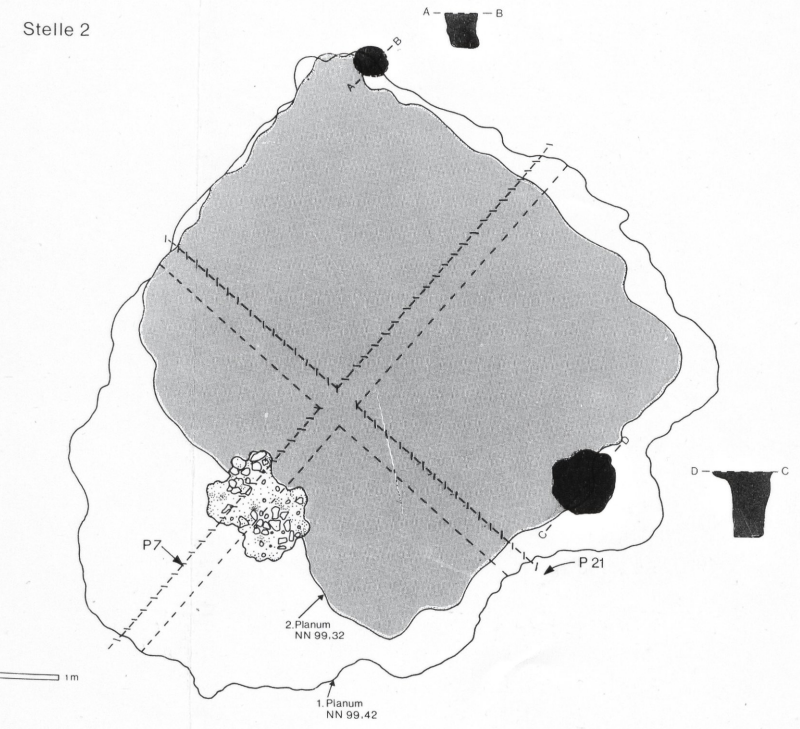 Stelle 2
A B
B
A
D C
D
C
P7
P 21
2. Planum
NN 99.32
1 m
1. Planum
NN 99.42